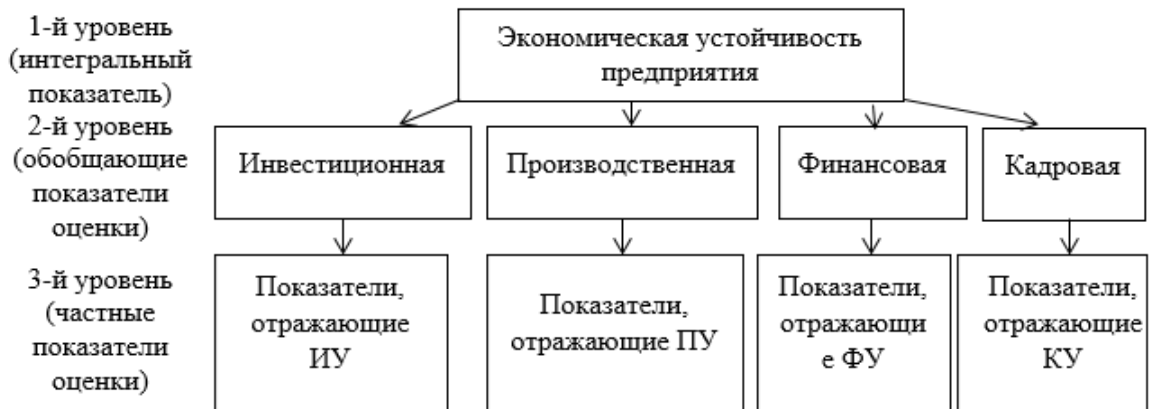 1-й уровень
(интегральный
показатель)
Экономическая устойчивость
предприятия
2-й уровень
(обобщающие
показатели
оценки)
Инвестиционная
Производственная
Финансовая
Кадровая
3-й уровень
(частные
показатели
оценки)
Показатели,
отражающие
ИУ
Показатели,
отражающие ПУ
Показатели,
отражающи
е ФУ
Показатели,
отражающие
КУ